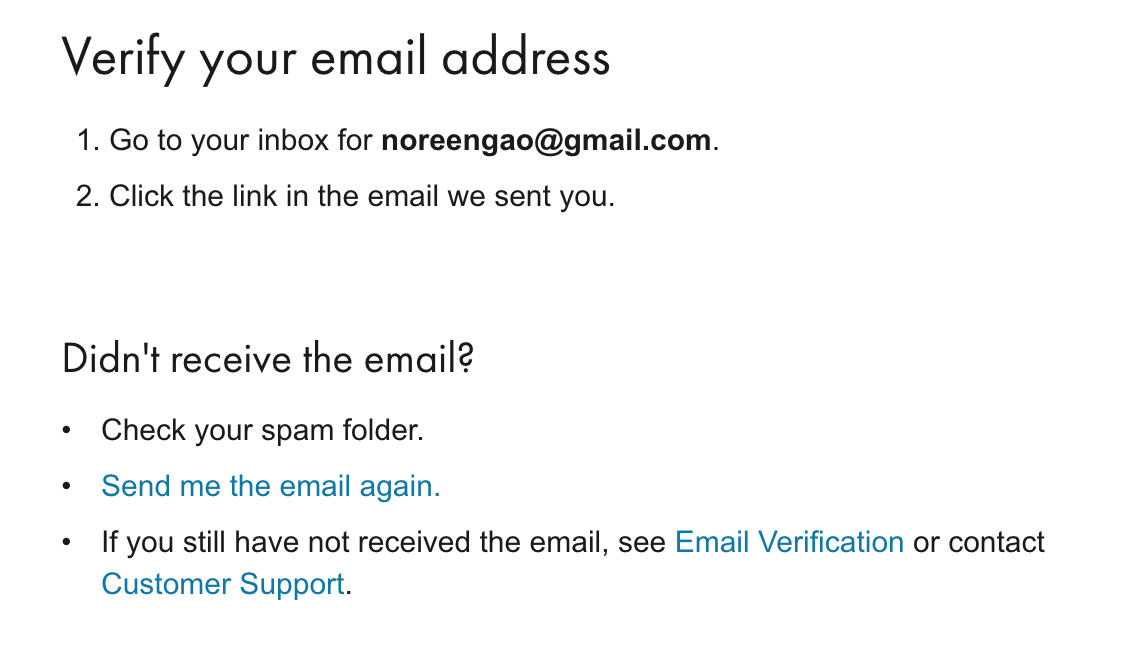 Verify your email address
1. Go to your inbox for noreengao@gmail.com.
2. Click the link in the email we sent you.
Didn't receive the email?
• Check your spam folder.
• Send me the email again.
• If you still have not received the email, see Email Verification or contact
Customer Support.